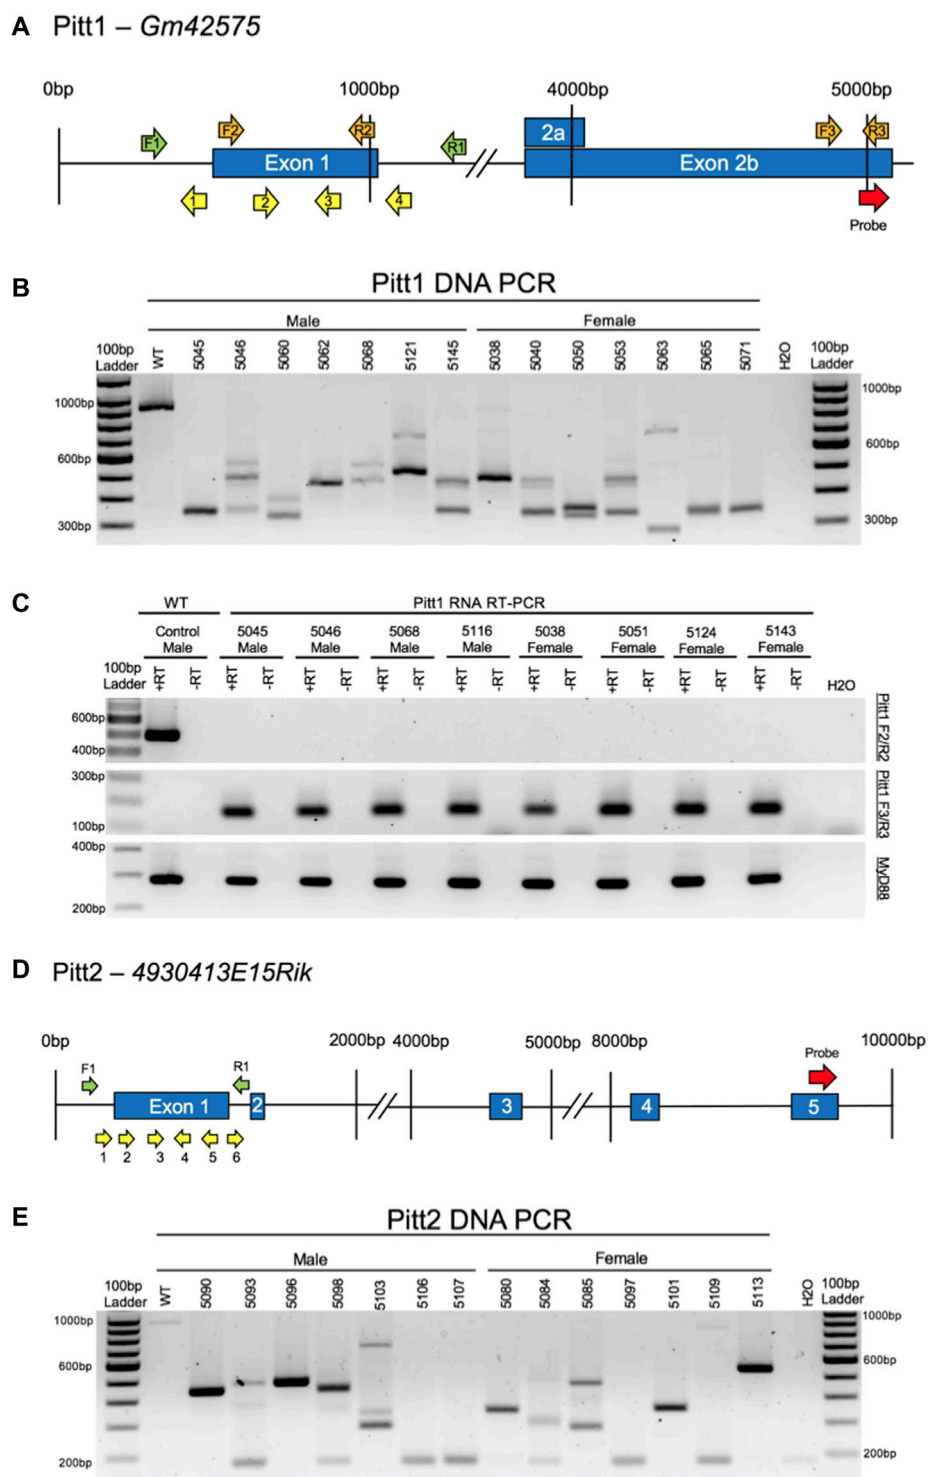 A Pitt1 – Gm42575
0bp 1000bp 4000bp 5000bp
F1 F2 R2 R1 2a F3 R3
Exon 1 Exon 2b
1 2 3 4
Probe
B
Pitt1 DNA PCR
Male Female
100bp Ladder WT 5045 5046 5060 5062 5068 5121 5145 5038 5040 5050 5053 5063 5065 5071 H2O 100bp Ladder
1000bp 1000bp
600bp 600bp
300bp 300bp
C
WT Pitt1 RNA RT-PCR
Control Male 5045 Male 5046 Male 5068 Male 5116 Male 5038 Female 5051 Female 5124 Female 5143 Female
100bp Ladder +RT -RT +RT -RT +RT -RT +RT -RT +RT -RT +RT -RT +RT -RT +RT -RT +RT -RT H2O
600bp
400bp
Pitt1 F2/R2
300bp
100bp
Pitt1 F3/R3
400bp
200bp
MyD88
D Pitt2 – 4930413E15Rik
0bp 2000bp 4000bp 5000bp 8000bp 10000bp
F1 R1 Probe
Exon 1 2 3 4 5
1 2 3 4 5 6
E
Pitt2 DNA PCR
Male Female
100bp Ladder WT 5090 5093 5096 5098 5103 5106 5107 5080 5084 5085 5097 5101 5109 5113 H2O 100bp Ladder
1000bp 1000bp
600bp 600bp
200bp 200bp